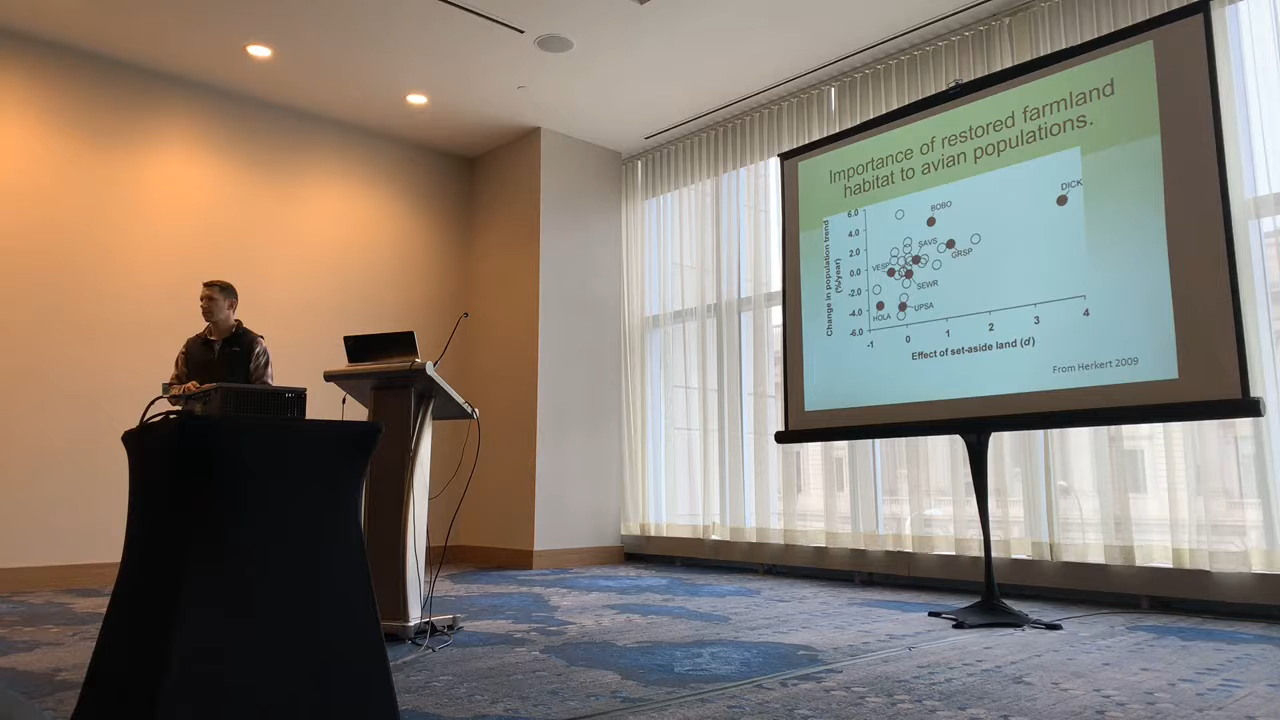 Importance of restored farmland
habitat to avian populations.
Change in population trend
(%/year)
6.0
4.0
2.0
0.0
-2.0
-4.0
-6.0
BOBO
DICK
SAVS
GRSP
VESP
SEWR
HOLA
UPSA
-1
0
1
2
3
4
Effect of set-aside land (d)
From Herkert 2009